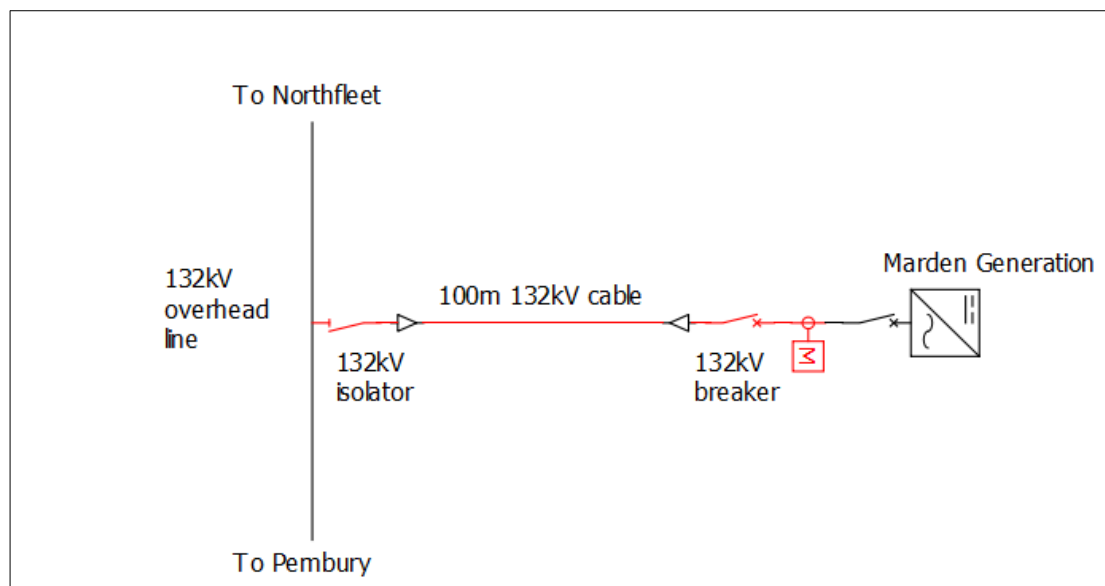 To Northfleet
132kV
overhead
line
100m 132kV cable
132kV
isolator
132kV
breaker
M
Marden Generation
To Pembury